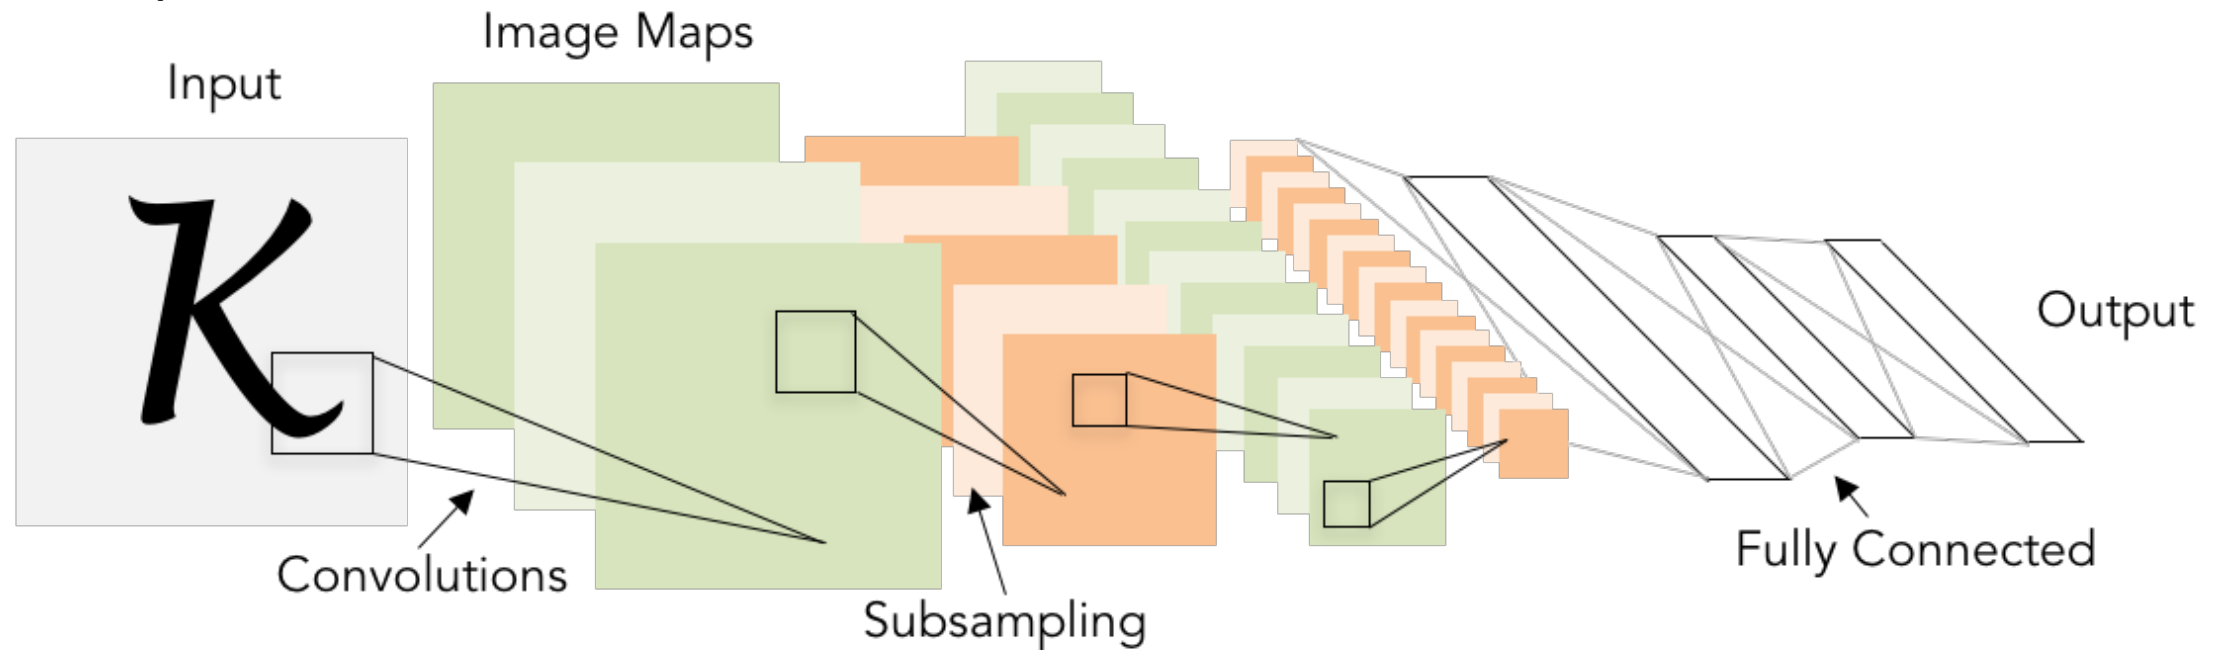 Image Maps
Input
K
Output
Convolutions
Fully Connected
Subsampling